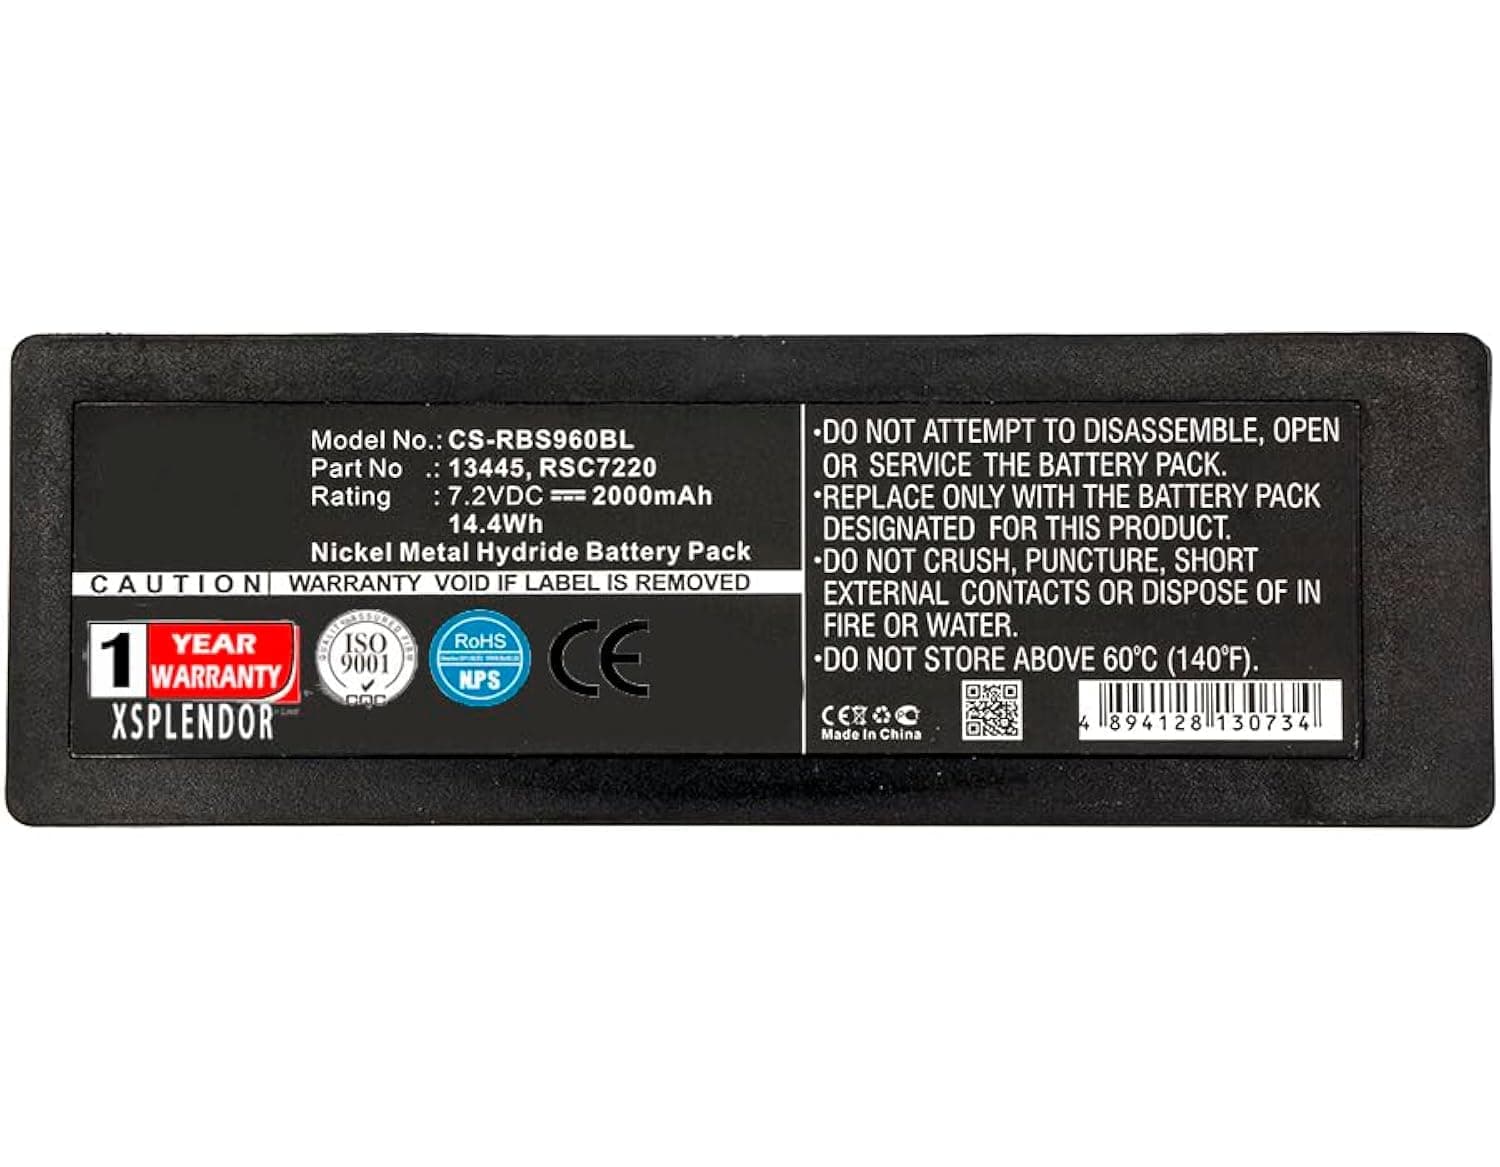 Model No.: CS-RBS960BL
Part No .: 13445, RSC7220
Rating : 7.2VDC 2000mAh
14.4Wh
Nickel Metal Hydride Battery Pack
CAUTION WARRANTY VOID IF LABEL IS REMOVED
1 YEAR
WARRANTY
XSPLENDOR
ISO
9001
CQC
RoHS
NPS
CE
•DO NOT ATTEMPT TO DISASSEMBLE, OPEN
OR SERVICE THE BATTERY PACK.
•REPLACE ONLY WITH THE BATTERY PACK
DESIGNATED FOR THIS PRODUCT.
•DO NOT CRUSH, PUNCTURE, SHORT
EXTERNAL CONTACTS OR DISPOSE OF IN
FIRE OR WATER.
•DO NOT STORE ABOVE 60°C (140°F).
CE
Made In China
4 894128 130734